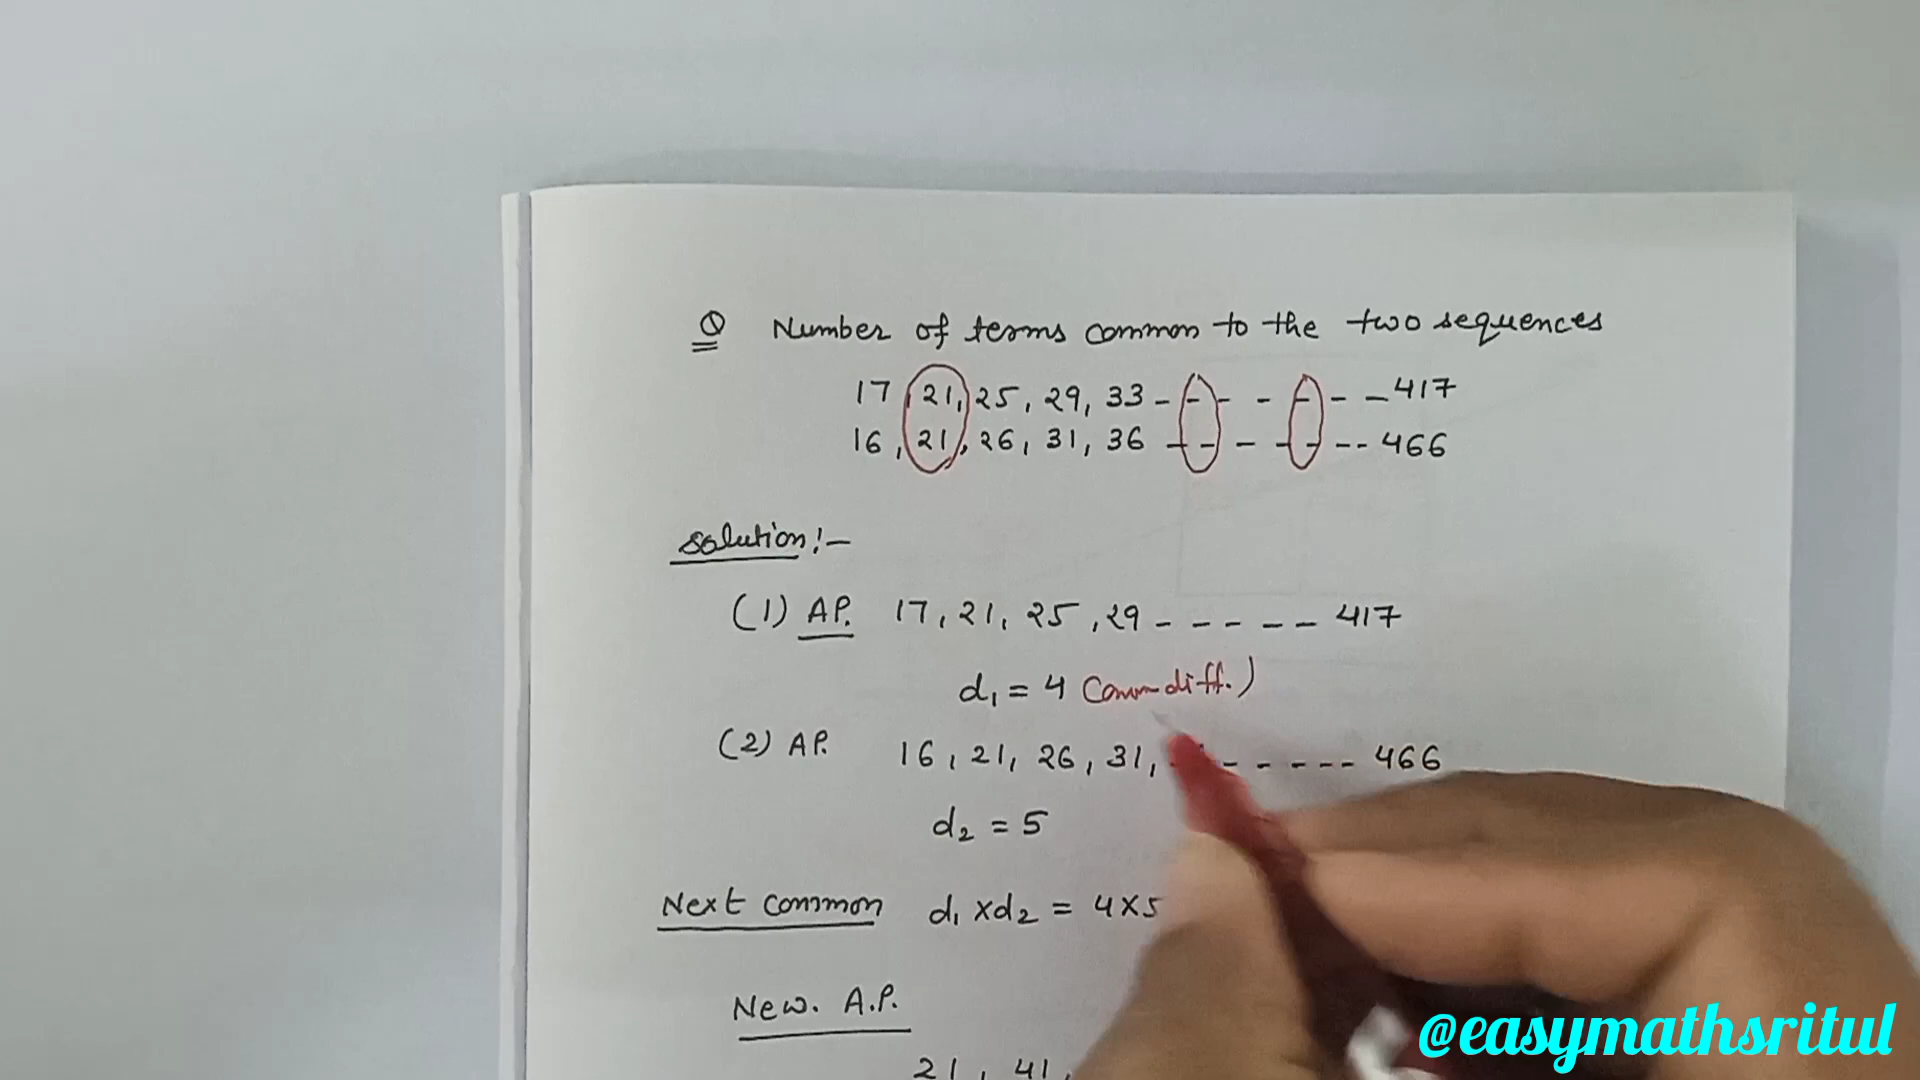 Q Number of terms common to the two sequences
17, 21, 25, 29, 33 - - - - - - - 417
16, 21, 26, 31, 36 - - - - - - - 466
solution:-
(1) AP. 17, 21, 25, 29 - - - - - 417
d₁ = 4 Comm diff.)
(2) AP. 16, 21, 26, 31, - - - - - - 466
d₂ = 5
Next common d₁ x d₂ = 4 x 5
New. A.P.
21, 41,
@easymathsritul